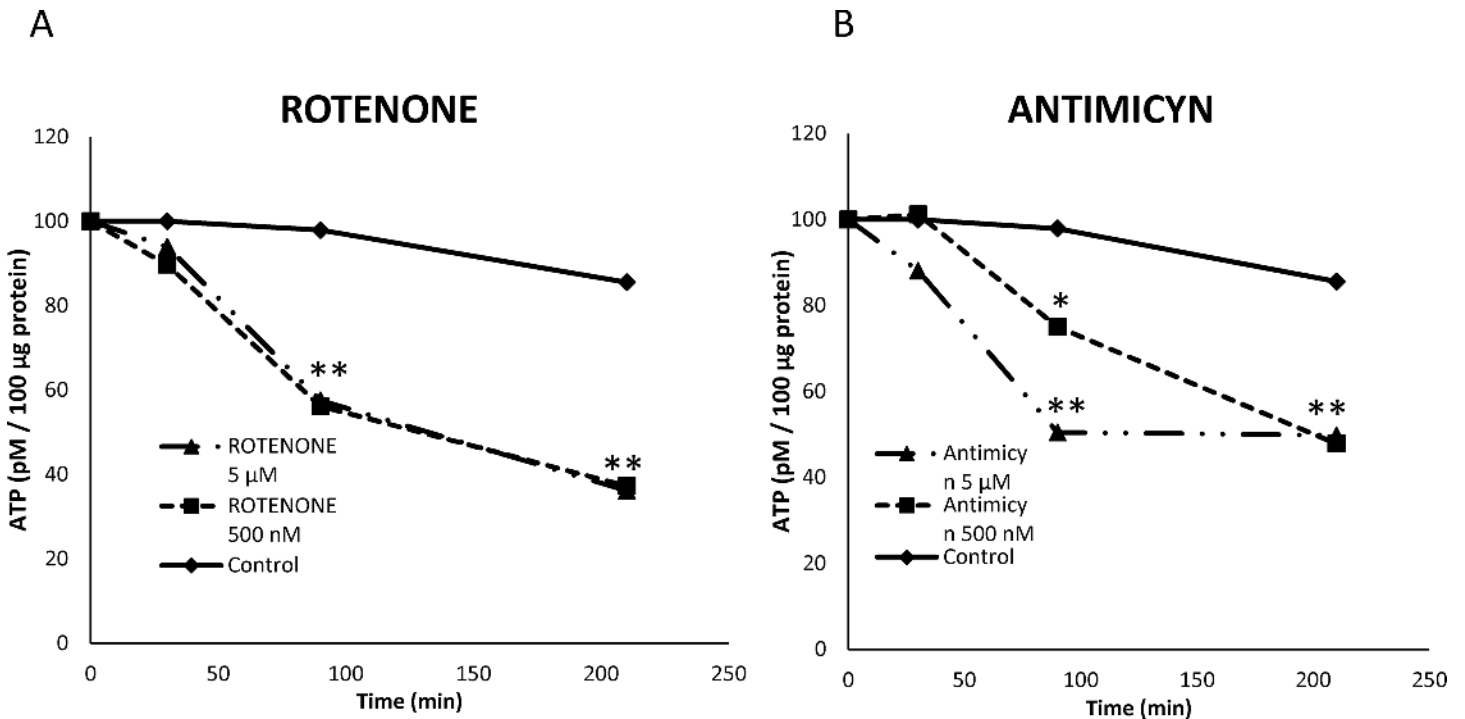 A
ROTENONE
120
100
80
60
40
20
0
ATP (pM / 100 µg protein)
**
**
ROTENONE
5 µM
ROTENONE
500 nM
Control
0
50
100
150
200
250
Time (min)
B
ANTIMICYN
120
100
80
60
40
20
0
ATP (pM / 100 µg protein)
*
**
**
Antimicy
n 5 µM
Antimicy
n 500 nM
Control
0
50
100
150
200
250
Time (min)